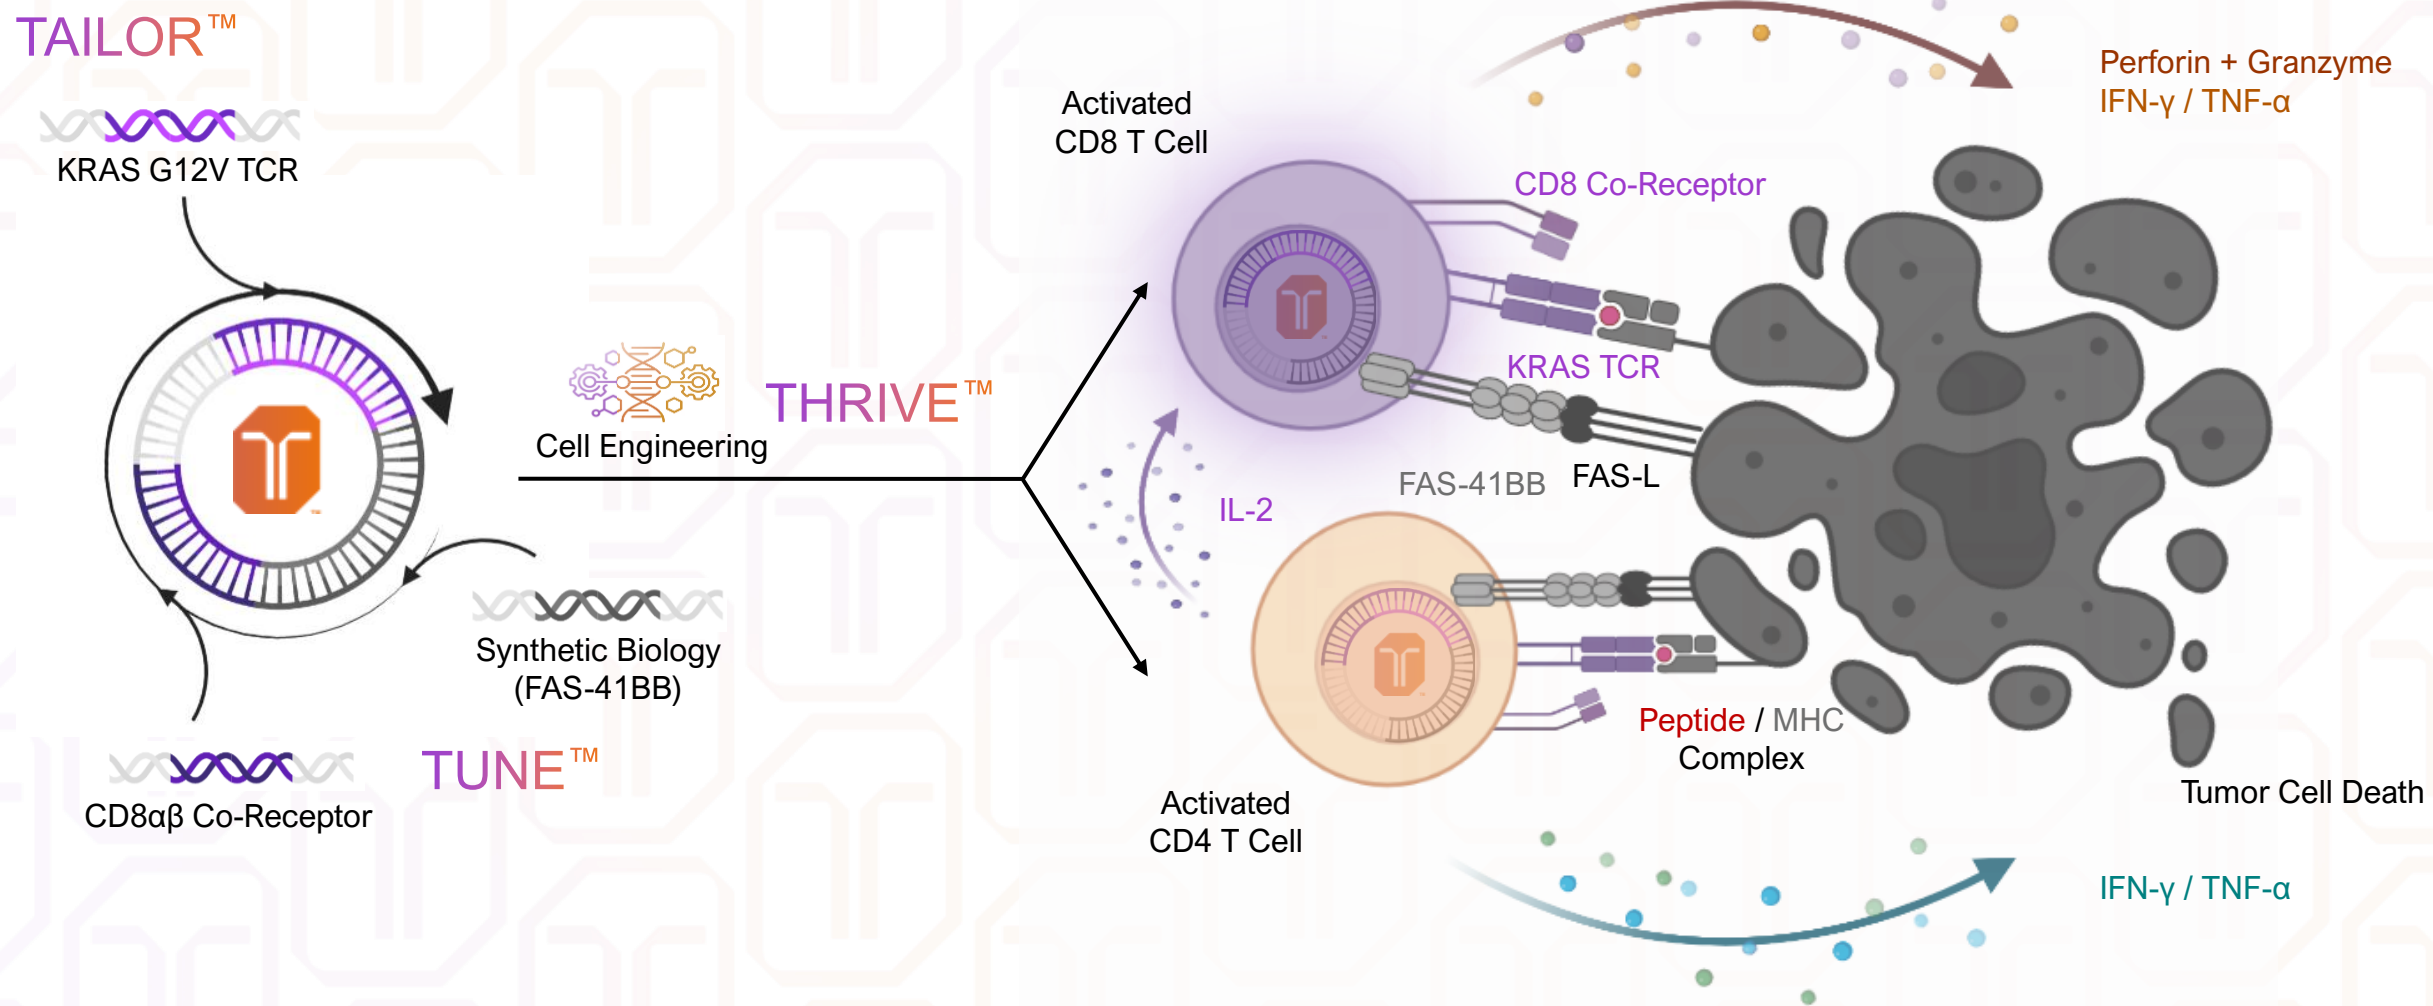 TAILOR™
KRAS G12V TCR
Cell Engineering
THRIVE™
Synthetic Biology
(FAS-41BB)
CD8αβ Co-Receptor
TUNE™
Activated
CD8 T Cell
CD8 Co-Receptor
KRAS TCR
FAS-41BB
FAS-L
IL-2
Peptide / MHC
Complex
Activated
CD4 T Cell
Perforin + Granzyme
IFN-γ / TNF-α
Tumor Cell Death
IFN-γ / TNF-α